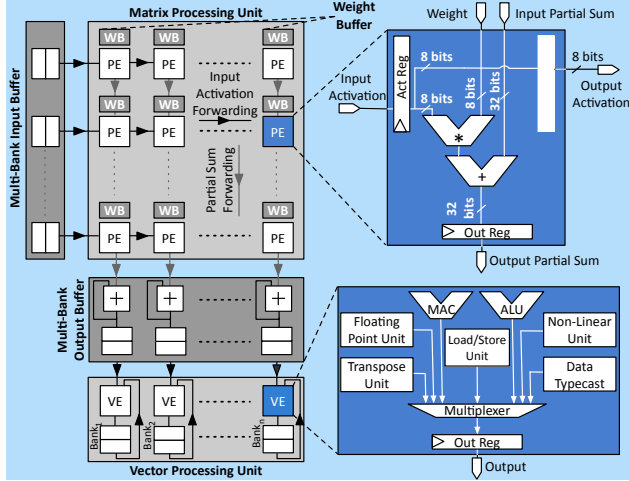 Matrix Processing Unit
Weight
Buffer
Multi-Bank Input Buffer
WB WB WB
PE PE PE
Input
Activation
Forwarding
WB WB WB
PE PE PE
Partial Sum
Forwarding
WB WB WB
PE PE PE
Weight
Input Partial Sum
Input
Activation
Act Reg
8 bits
8 bits
8 bits
32 bits
8 bits
Output
Activation
*
+
32
bits
Out Reg
Output Partial Sum
Multi-Bank
Output Buffer
+ + +
VE VE VE
Bank1 Bank2 Bankn
Vector Processing Unit
MAC
ALU
Floating
Point Unit
Load/Store
Unit
Non-Linear
Unit
Transpose
Unit
Data
Typecast
Multiplexer
Out Reg
Output